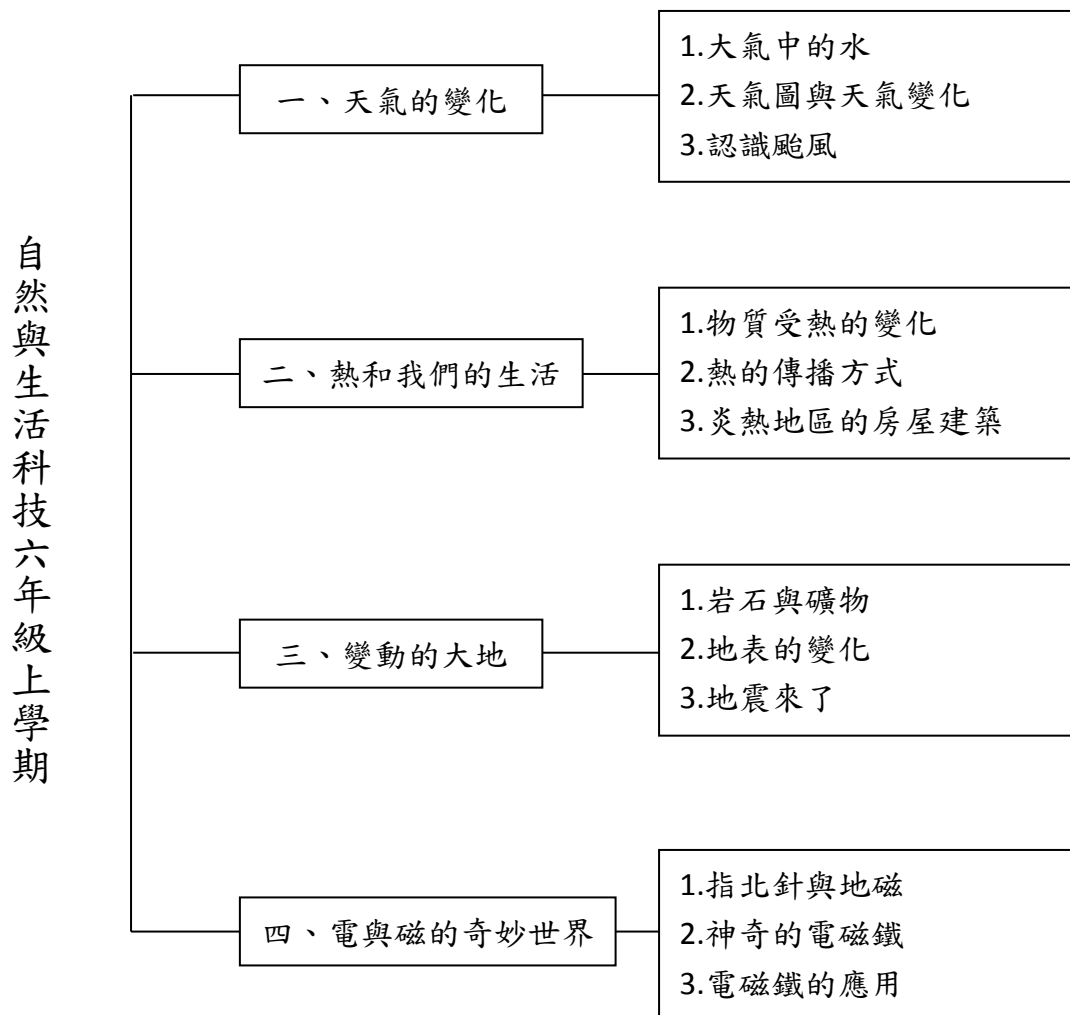 自然與生活科技六年級上學期
一、天氣的變化
1.大氣中的水
2.天氣圖與天氣變化
3.認識颱風
二、熱和我們的生活
1.物質受熱的變化
2.熱的傳播方式
3.炎熱地區的房屋建築
三、變動的大地
1.岩石與礦物
2.地表的變化
3.地震來了
四、電與磁的奇妙世界
1.指北針與地磁
2.神奇的電磁鐵
3.電磁鐵的應用